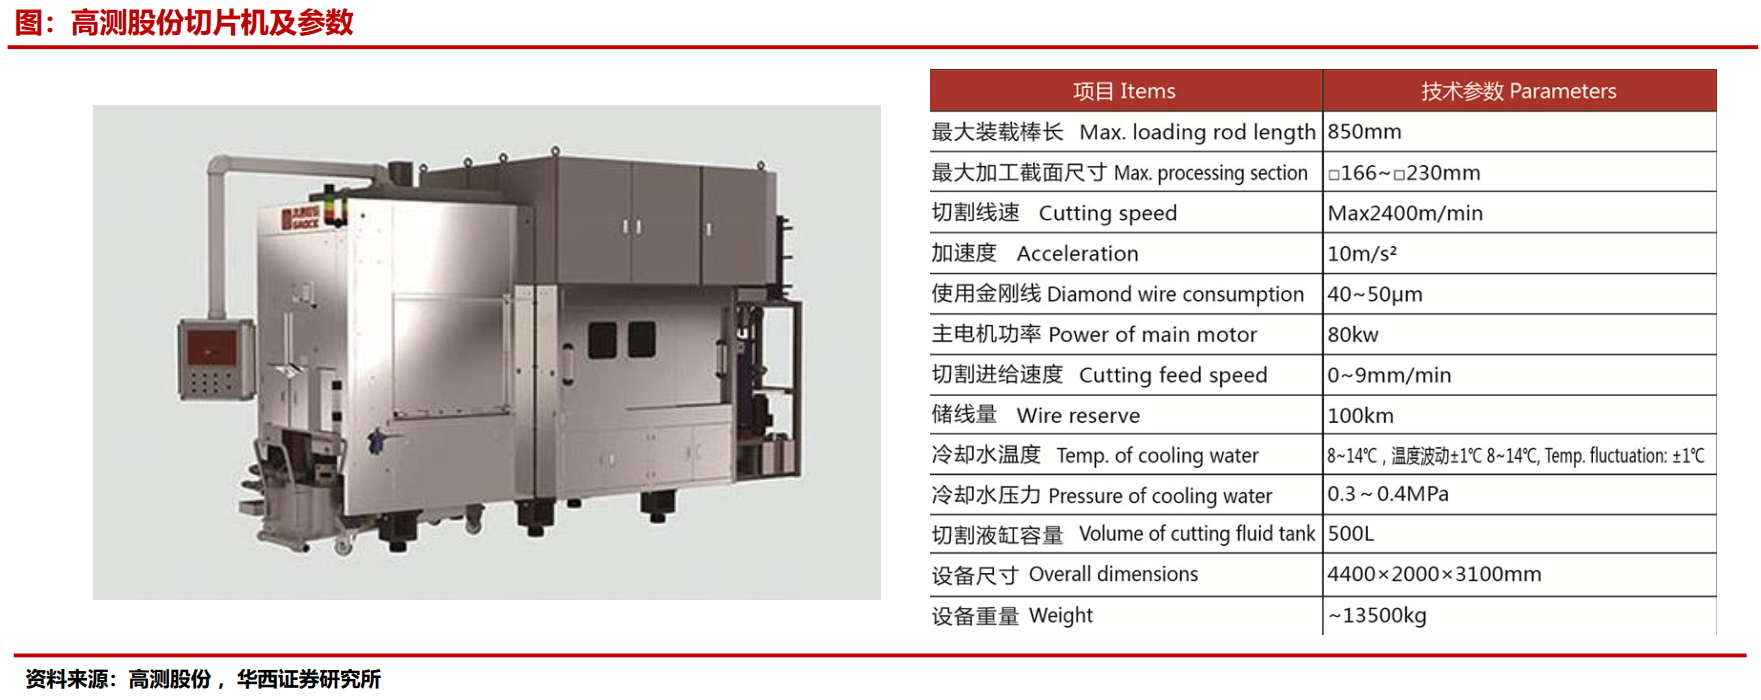 图：高测股份切片机及参数
高测股份
GAOCE
项目 Items 技术参数 Parameters
最大装载棒长 Max. loading rod length 850mm
最大加工截面尺寸 Max. processing section □166~□230mm
切割线速 Cutting speed Max2400m/min
加速度 Acceleration 10m/s²
使用金刚线 Diamond wire consumption 40~50μm
主电机功率 Power of main motor 80kw
切割进给速度 Cutting feed speed 0~9mm/min
储线量 Wire reserve 100km
冷却水温度 Temp. of cooling water 8~14℃，温度波动±1℃ 8~14℃, Temp. fluctuation: ±1℃
冷却水压力 Pressure of cooling water 0.3～0.4MPa
切割液缸容量 Volume of cutting fluid tank 500L
设备尺寸 Overall dimensions 4400×2000×3100mm
设备重量 Weight ~13500kg
资料来源：高测股份，华西证券研究所